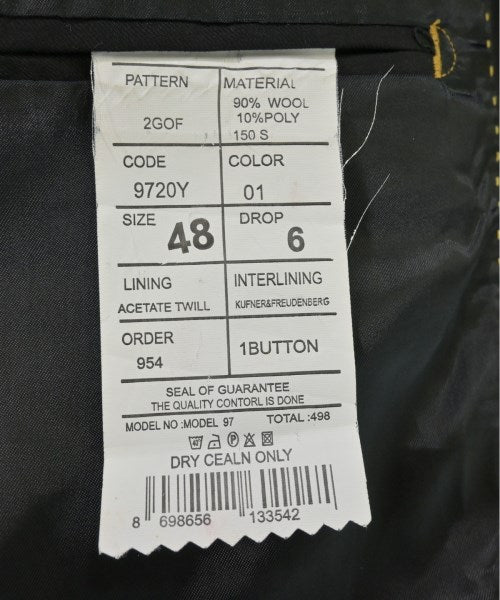 PATTERN
2GOF
MATERIAL
90% WOOL
10%POLY
150 S
CODE
9720Y
COLOR
01
SIZE
48
DROP
6
LINING
ACETATE TWILL
INTERLINING
KUFNER&FREUDENBERG
ORDER
954
1BUTTON
SEAL OF GUARANTEE
THE QUALITY CONTORL IS DONE
MODEL NO :MODEL 97 TOTAL :498
DRY CEALN ONLY
8 698656 133542